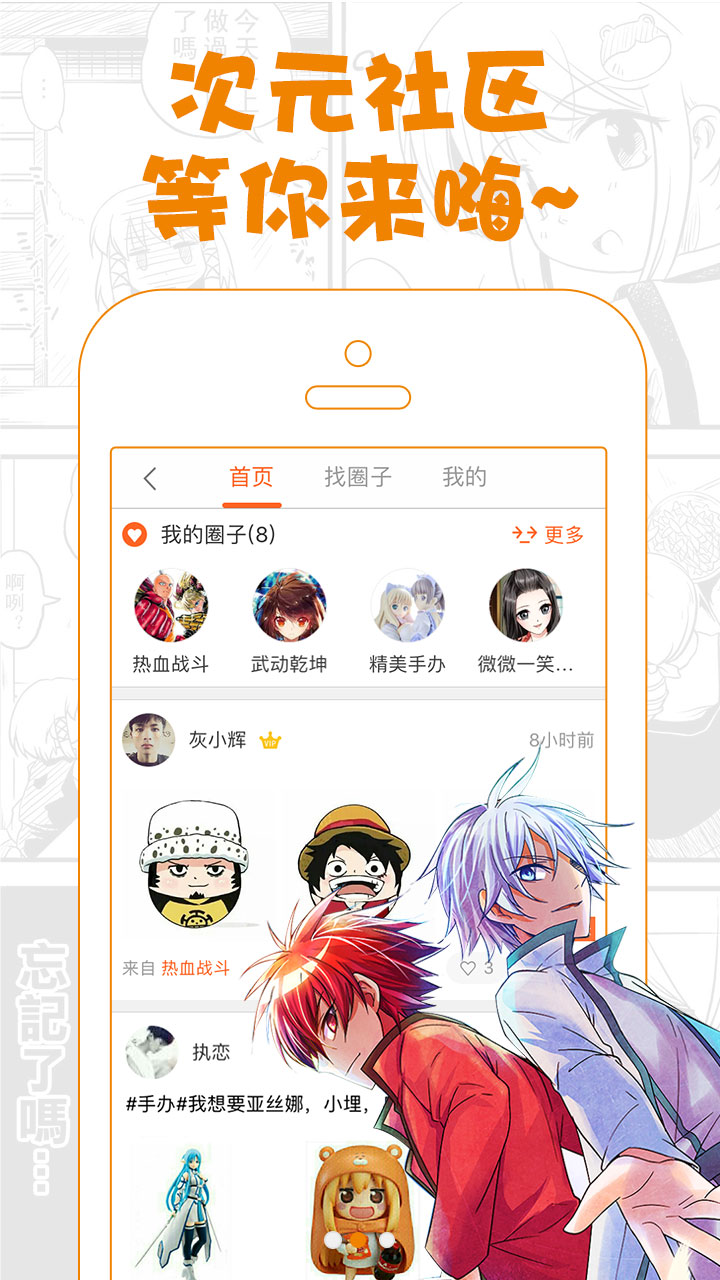 今天
做過
了嗎
上
次元社区
等你来嗨~
啊咧?
首页 找圈子 我的
我的圈子(8) 更多
热血战斗 武动乾坤 精美手办 微微一笑...
灰小辉 VIP 8小时前
来自 热血战斗 3
执恋
#手办#我想要亚丝娜，小埋，
忘記了嗎...